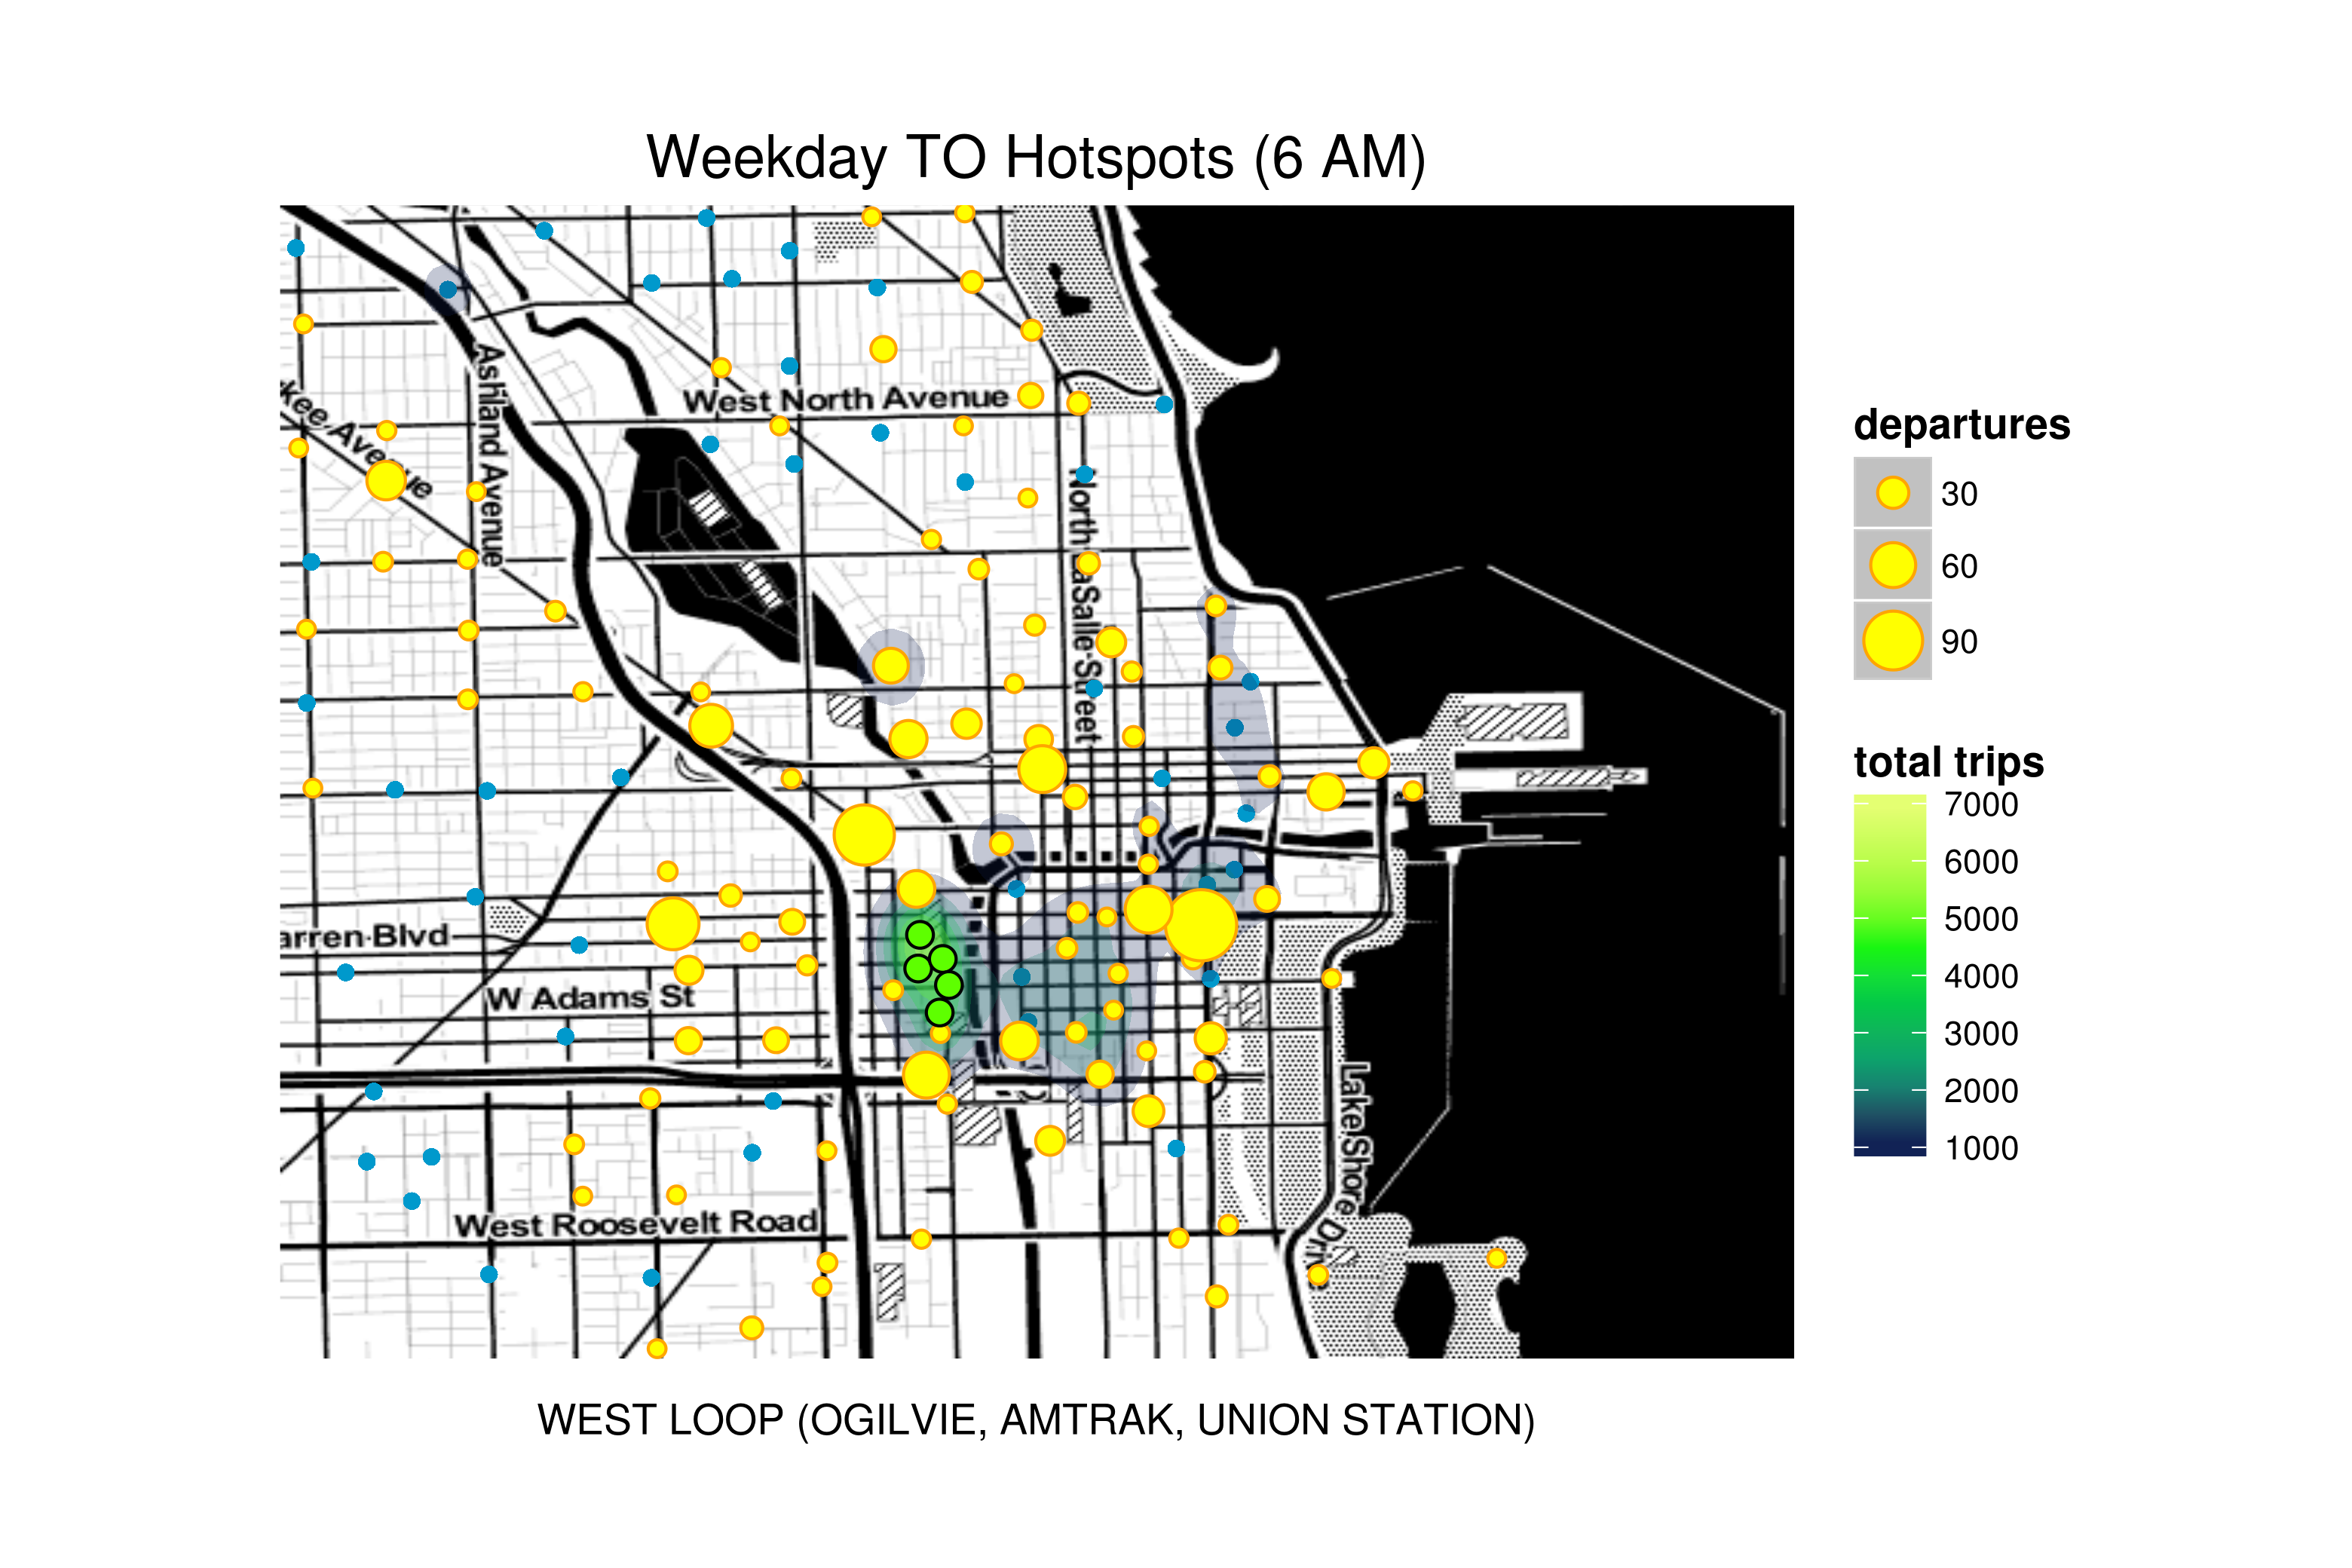 Weekday TO Hotspots (6 AM)
West North Avenue
kee Avenue
Ashland Avenue
North LaSalle Street
arren Blvd
W Adams St
West Roosevelt Road
Lake Shore Drive
departures
30
60
90
total trips
7000
6000
5000
4000
3000
2000
1000
WEST LOOP (OGILVIE, AMTRAK, UNION STATION)